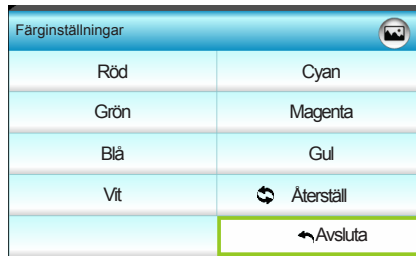 Färginställningar
Röd Cyan
Grön Magenta
Blå Gul
Vit Återställ
Avsluta